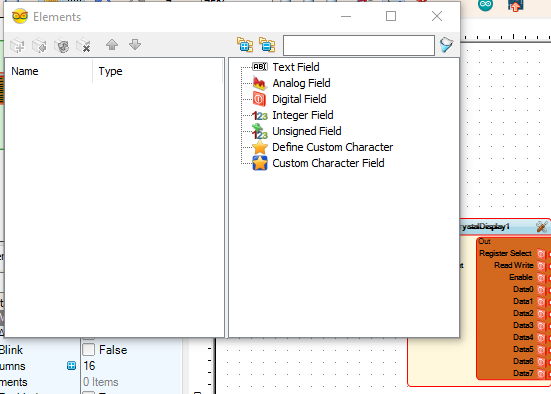 Elements
Name
Type
Text Field
Analog Field
Digital Field
Integer Field
Unsigned Field
Define Custom Character
Custom Character Field
ystalDisplay1
Out
Register Select
Read Write
Enable
Data0
Data1
Data2
Data3
Data4
Data5
Data6
Data7
Blink
False
umns
16
ments
0 Items